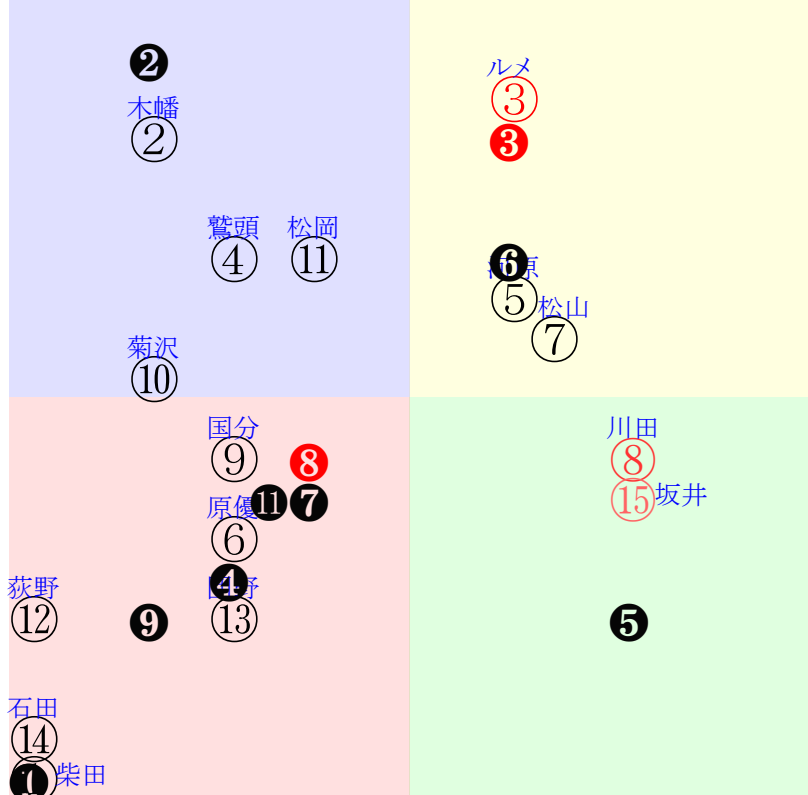 ❷
ルメ
木幡
③
②
❸
鷲頭 松岡
④ ⑪
❻
原
⑤
松山
⑦
菊沢
⑩
国分
川田
⑨
❽
⑧
⑮ 坂井
原優
⓫ ❼
⑥
❹
野
荻野
⑫
❾
⑬
❺
石田
⑭
柴田